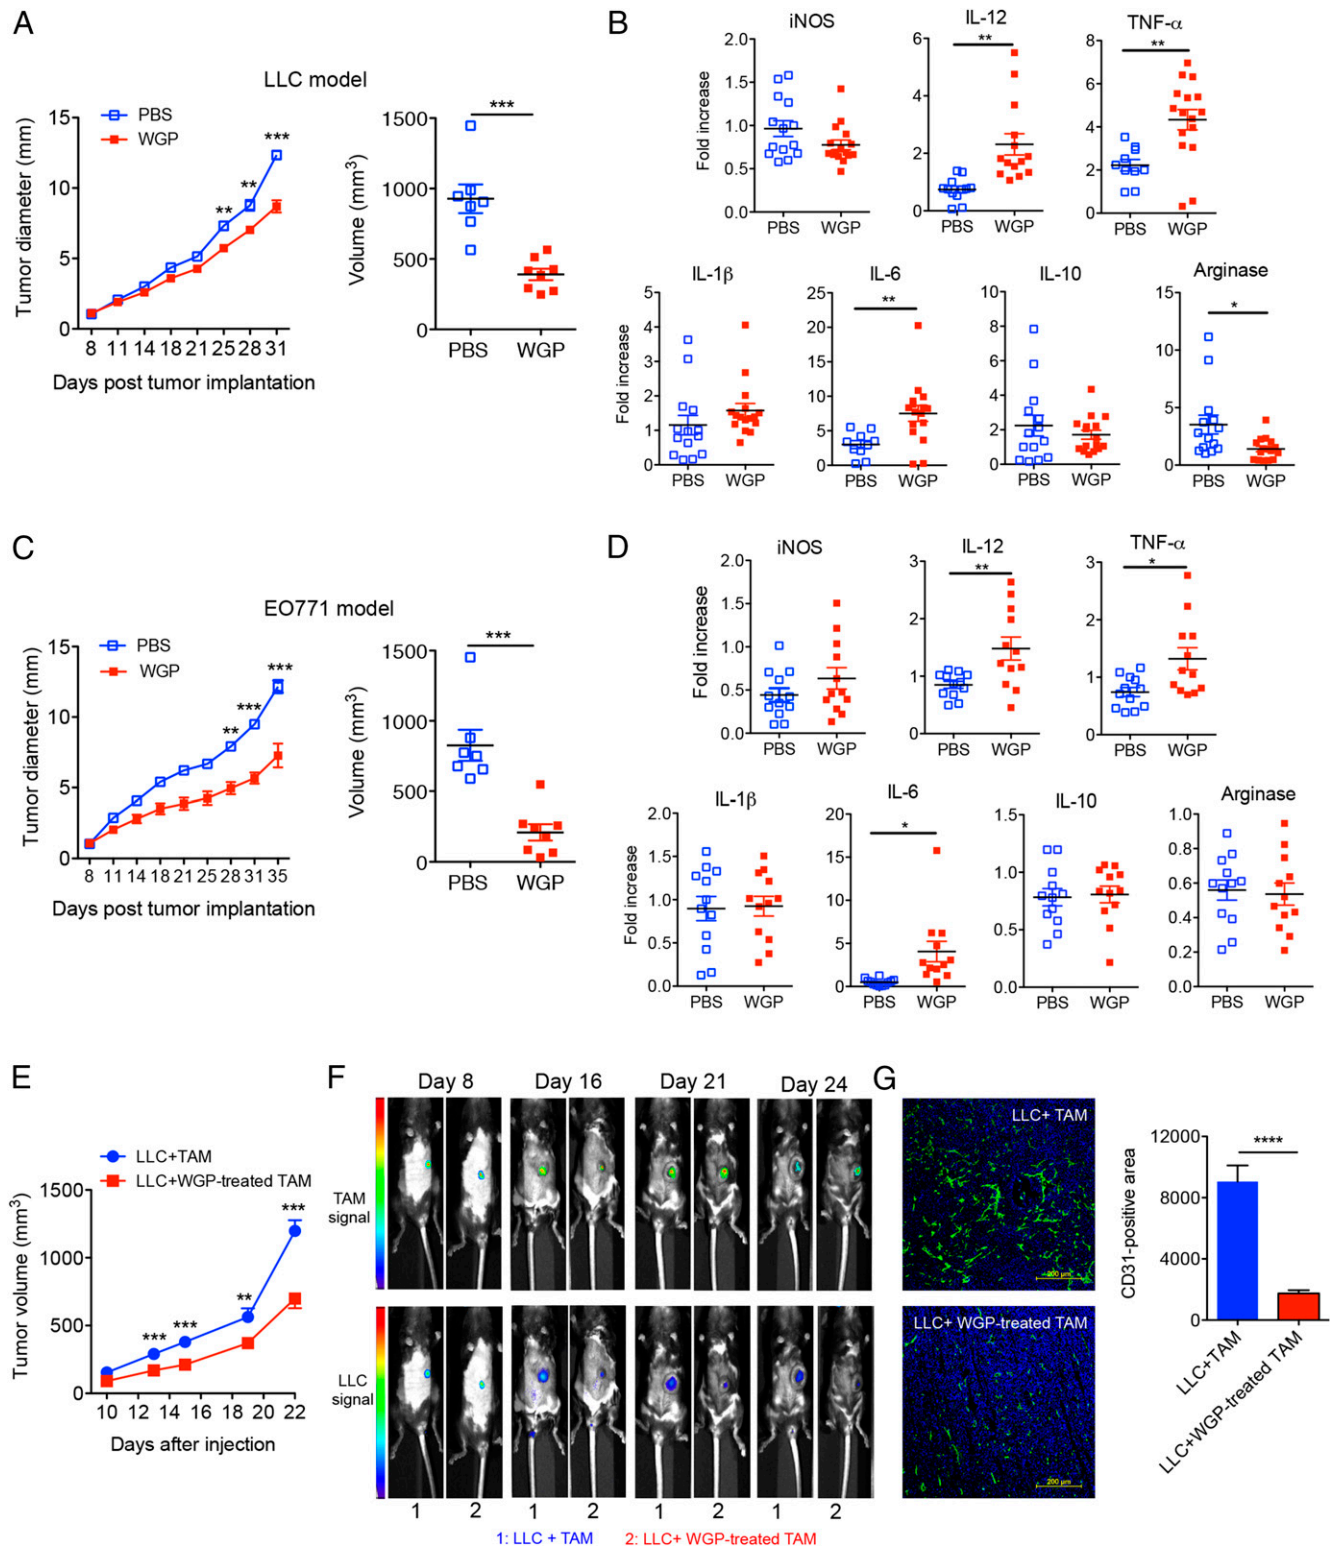 A
LLC model
PBS
WGP
Tumor diameter (mm)
15
10
5
0
** ** ***
8 11 14 18 21 25 28 31
Days post tumor implantation
Volume (mm³)
1500
1000
500
0
***
PBS WGP
B
iNOS
Fold increase
2.0
1.5
1.0
0.5
0.0
PBS WGP
IL-12
**
6
4
2
0
PBS WGP
TNF-α
**
8
6
4
2
0
PBS WGP
IL-1β
Fold increase
5
4
3
2
1
0
PBS WGP
IL-6
**
25
20
15
10
5
0
PBS WGP
IL-10
10
8
6
4
2
0
PBS WGP
Arginase
*
15
10
5
0
PBS WGP
C
EO771 model
PBS
WGP
Tumor diameter (mm)
15
10
5
0
** *** ***
8 11 14 18 21 25 28 31 35
Days post tumor implantation
Volume (mm³)
1500
1000
500
0
***
PBS WGP
D
iNOS
Fold increase
2.0
1.5
1.0
0.5
0.0
PBS WGP
IL-12
**
3
2
1
0
PBS WGP
TNF-α
*
3
2
1
0
PBS WGP
IL-1β
Fold increase
2.0
1.5
1.0
0.5
0.0
PBS WGP
IL-6
*
20
15
10
5
0
PBS WGP
IL-10
1.5
1.0
0.5
0.0
PBS WGP
Arginase
1.0
0.8
0.6
0.4
0.2
0.0
PBS WGP
E
LLC+TAM
LLC+WGP-treated TAM
Tumor volume (mm³)
1500
1000
500
0
*** *** ** ***
10 12 14 16 18 20 22
Days after injection
F
Day 8 Day 16 Day 21 Day 24
TAM
signal
LLC
signal
1 2 1 2 1 2 1 2
1: LLC + TAM 2: LLC+ WGP-treated TAM
G
LLC+ TAM
200 µm
LLC+ WGP-treated TAM
200 µm
CD31-positive area
12000
8000
4000
0
****
LLC+TAM
LLC+WGP-treated TAM